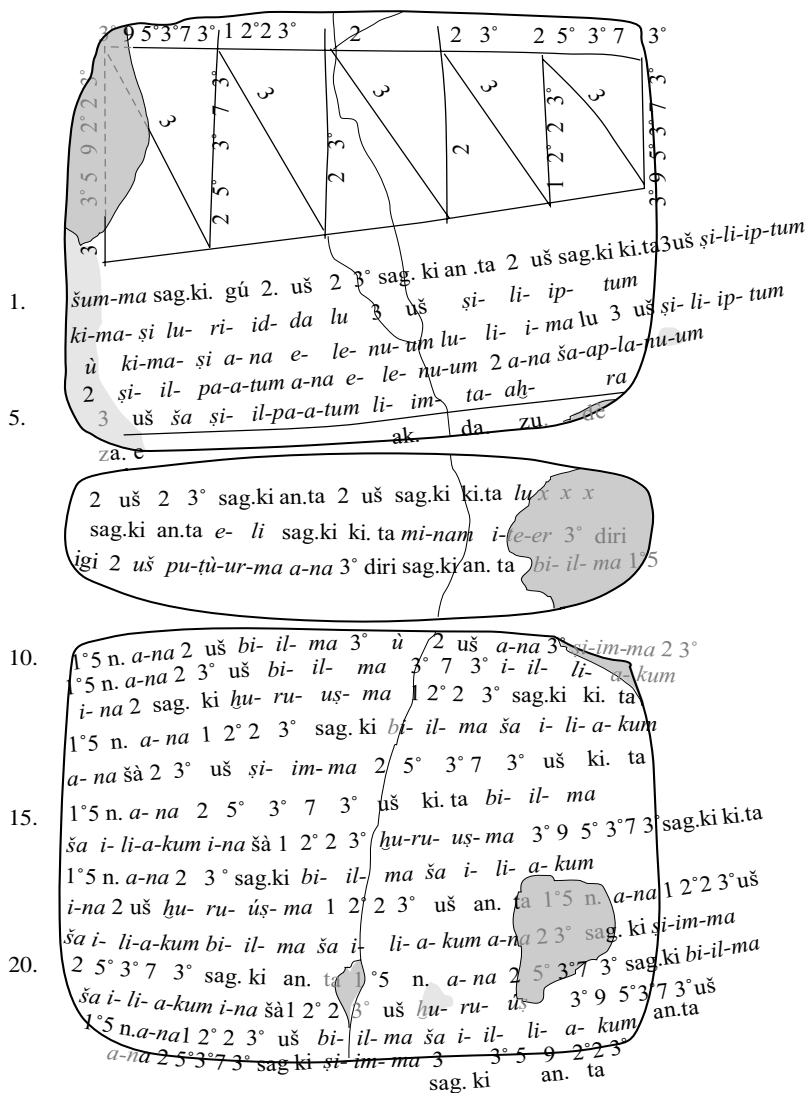 3° 9 5°3°7 3° 1 2°2 3° 2 2 3° 2 5° 3° 7 3°
3 3 3 3 3
3° 5 9 2° 2 3°
3
2 5° 3° 7 3°
2 3°
2
1 2° 2 3°
3° 9 5° 3° 7 3°
1. šum-ma sag.ki. gú 2. uš 2 3° sag. ki an .ta 2 uš sag.ki ki.ta 3 uš ṣi-li-ip-tum
ki-ma- ṣi lu- ri- id- da lu 3 uš ṣi- li- ip- tum
ù ki-ma- ṣi a- na e- le- nu- um lu- li- i- ma lu 3 uš ṣi- li- ip- tum
2 ṣi- il- pa-a-tum a-na e- le- nu-um 2 a-na ša-ap-la-nu-um
5. 3 uš ša ṣi- il-pa-a-tum li- im- ta- aḫ- ra
za. e ak. da. zu. dè
2 uš 2 3° sag.ki an.ta 2 uš sag.ki ki.ta lu x x x
sag.ki an.ta e- li sag.ki ki. ta mi-nam i-te-er 3° diri
igi 2 uš pu-ṭù-ur-ma a-na 3° diri sag.ki an. ta bi- il- ma 1°5
10. 1°5 n. a-na 2 uš bi- il- ma 3° ù 2 uš a-na 3° ṣi-im-ma 2 3°
1°5 n. a-na 2 3° uš bi- il- ma 3° 7 3° i- il- li- a- kum
i- na 2 sag. ki ḫu- ru- uṣ- ma 1 2° 2 3° sag.ki ki. ta
1°5 n. a- na 1 2° 2 3° sag. ki bi- il- ma ša i- li- a- kum
a- na šà 2 3° uš ṣi- im- ma 2 5° 3°7 3° uš ki. ta
15. 1°5 n. a- na 2 5° 3° 7 3° uš ki. ta bi- il- ma
ša i- li-a-kum i-na šà 1 2° 2 3° ḫu-ru- uṣ- ma 3° 9 5° 3°7 3° sag.ki ki.ta
1°5 n. a-na 2 3 ° sag.ki bi- il- ma ša i- li- a- kum
i-na 2 uš ḫu- ru- úṣ- ma 1 2° 2 3° uš an. ta 1°5 n. a-na 1 2°2 3° uš
ša i- li-a-kum bi- il- ma ša i- li- a- kum a-na 2 3° sag. ki ṣi-im-ma
20. 2 5°3°7 3° sag. ki an. ta 1 °5 n. a- na 2 5° 3°7 3° sag.ki bi-il-ma
ša i- li- a-kum i-na šà 1 2° 2 3° uš ḫu- ru- úṣ 3° 9 5°3°7 3° uš an.ta
1°5 n.a-na 1 2° 2 3° uš bi- il- ma ša i- il- li- a- kum
a-na 2 5°3°7 3° sag ki ṣi- im- ma 3 3° 5 9 2°2 3°
sag. ki an. ta